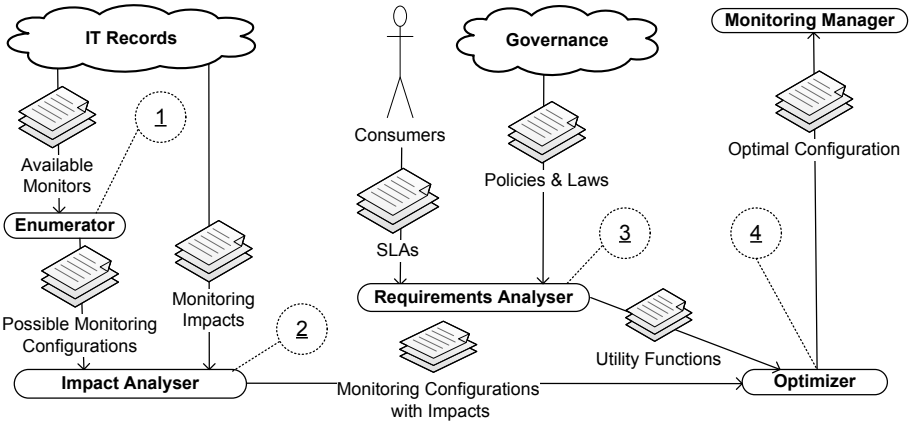 IT Records
Governance
Monitoring Manager
1
Consumers
Available
Monitors
Policies & Laws
Optimal Configuration
Enumerator
SLAs
3
4
Monitoring
Impacts
Requirements Analyser
Possible Monitoring
Configurations
2
Utility Functions
Impact Analyser
Monitoring Configurations
with Impacts
Optimizer